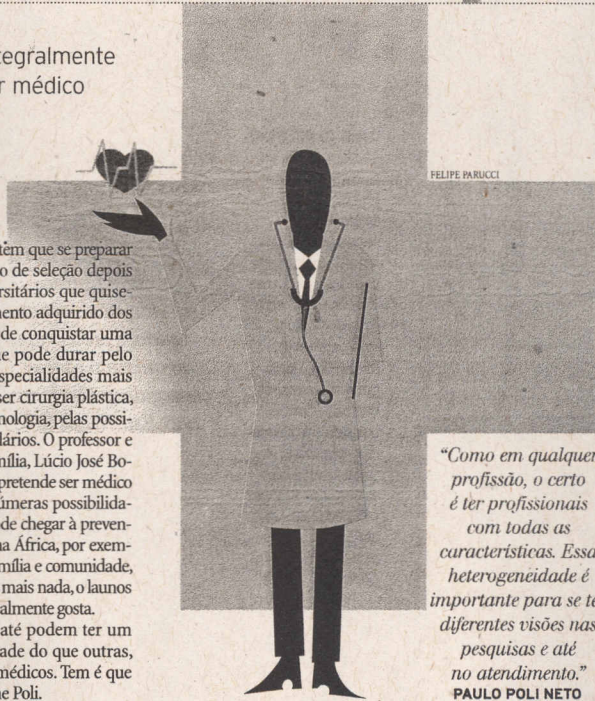 tegralmente
r médico
FELIPE PARUCCI
têm que se preparar
o de seleção depois
rsitários que quise-
ento adquirido dos
de conquistar uma
e pode durar pelo
specialidades mais
ser cirurgia plástica,
nologia, pelas possi-
lários. O professor e
mília, Lúcio José Bo-
pretende ser médico
úmeras possibilida-
de chegar à preven-
na África, por exem-
mília e comunidade,
mais nada, o launos
almente gosta.
até podem ter um
ade do que outras,
médicos. Tem é que
ne Poli.
“Como em qualquer
profissão, o certo
é ter profissionais
com todas as
características. Essa
heterogeneidade é
importante para se te
diferentes visões nas
pesquisas e até
no atendimento.”
PAULO POLI NETO